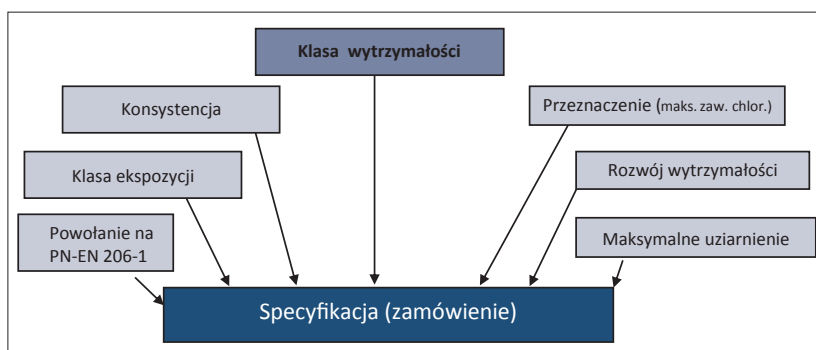 Klasa wytrzymałości
Konsystencja
Przeznaczenie (maks. zaw. chlor.)
Klasa ekspozycji
Rozwój wytrzymałości
Powołanie na
PN-EN 206-1
Maksymalne uziarnienie
Specyfikacja (zamówienie)